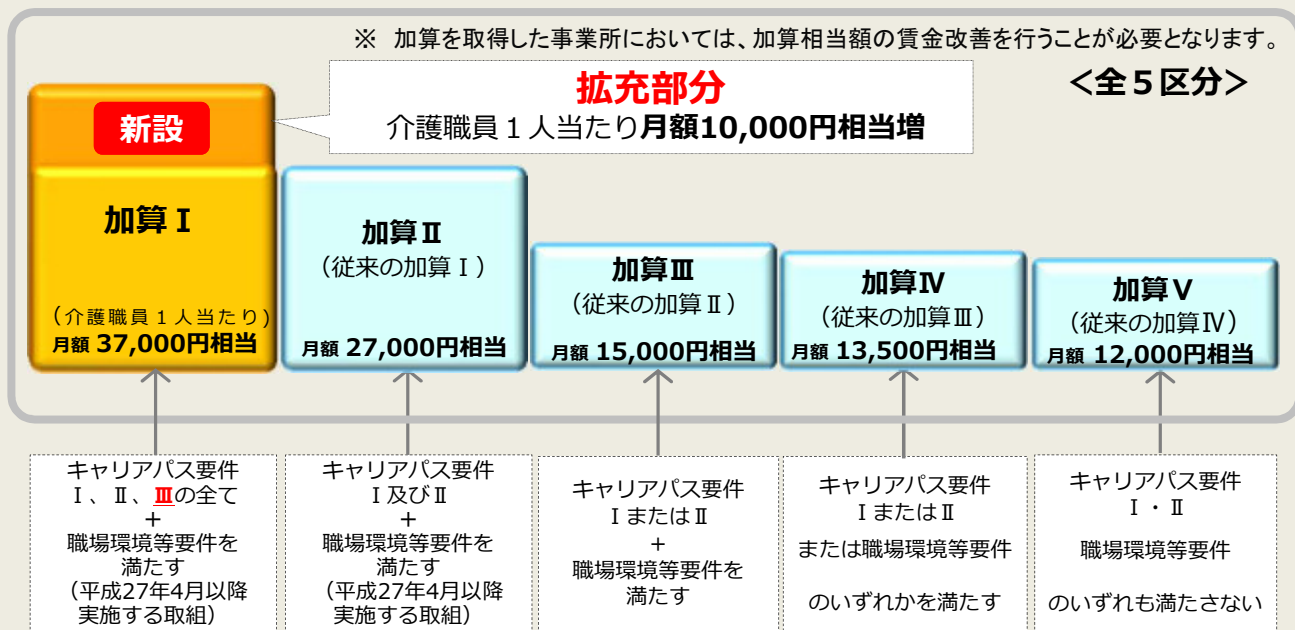 ※ 加算を取得した事業所においては、加算相当額の賃金改善を行うことが必要となります。
＜全５区分＞
拡充部分
介護職員１人当たり月額10,000円相当増
新設
加算Ⅰ
（介護職員１人当たり）
月額 37,000円相当
加算Ⅱ
（従来の加算Ⅰ）
月額 27,000円相当
加算Ⅲ
（従来の加算Ⅱ）
月額 15,000円相当
加算Ⅳ
（従来の加算Ⅲ）
月額 13,500円相当
加算Ⅴ
（従来の加算Ⅳ）
月額 12,000円相当
キャリアパス要件
Ⅰ、Ⅱ、Ⅲの全て
＋
職場環境等要件を
満たす
（平成27年4月以降
実施する取組）
キャリアパス要件
Ⅰ及びⅡ
＋
職場環境等要件を
満たす
（平成27年4月以降
実施する取組）
キャリアパス要件
ⅠまたはⅡ
＋
職場環境等要件を
満たす
キャリアパス要件
ⅠまたはⅡ
または職場環境等要件
のいずれかを満たす
キャリアパス要件
Ⅰ・Ⅱ
職場環境等要件
のいずれも満たさない